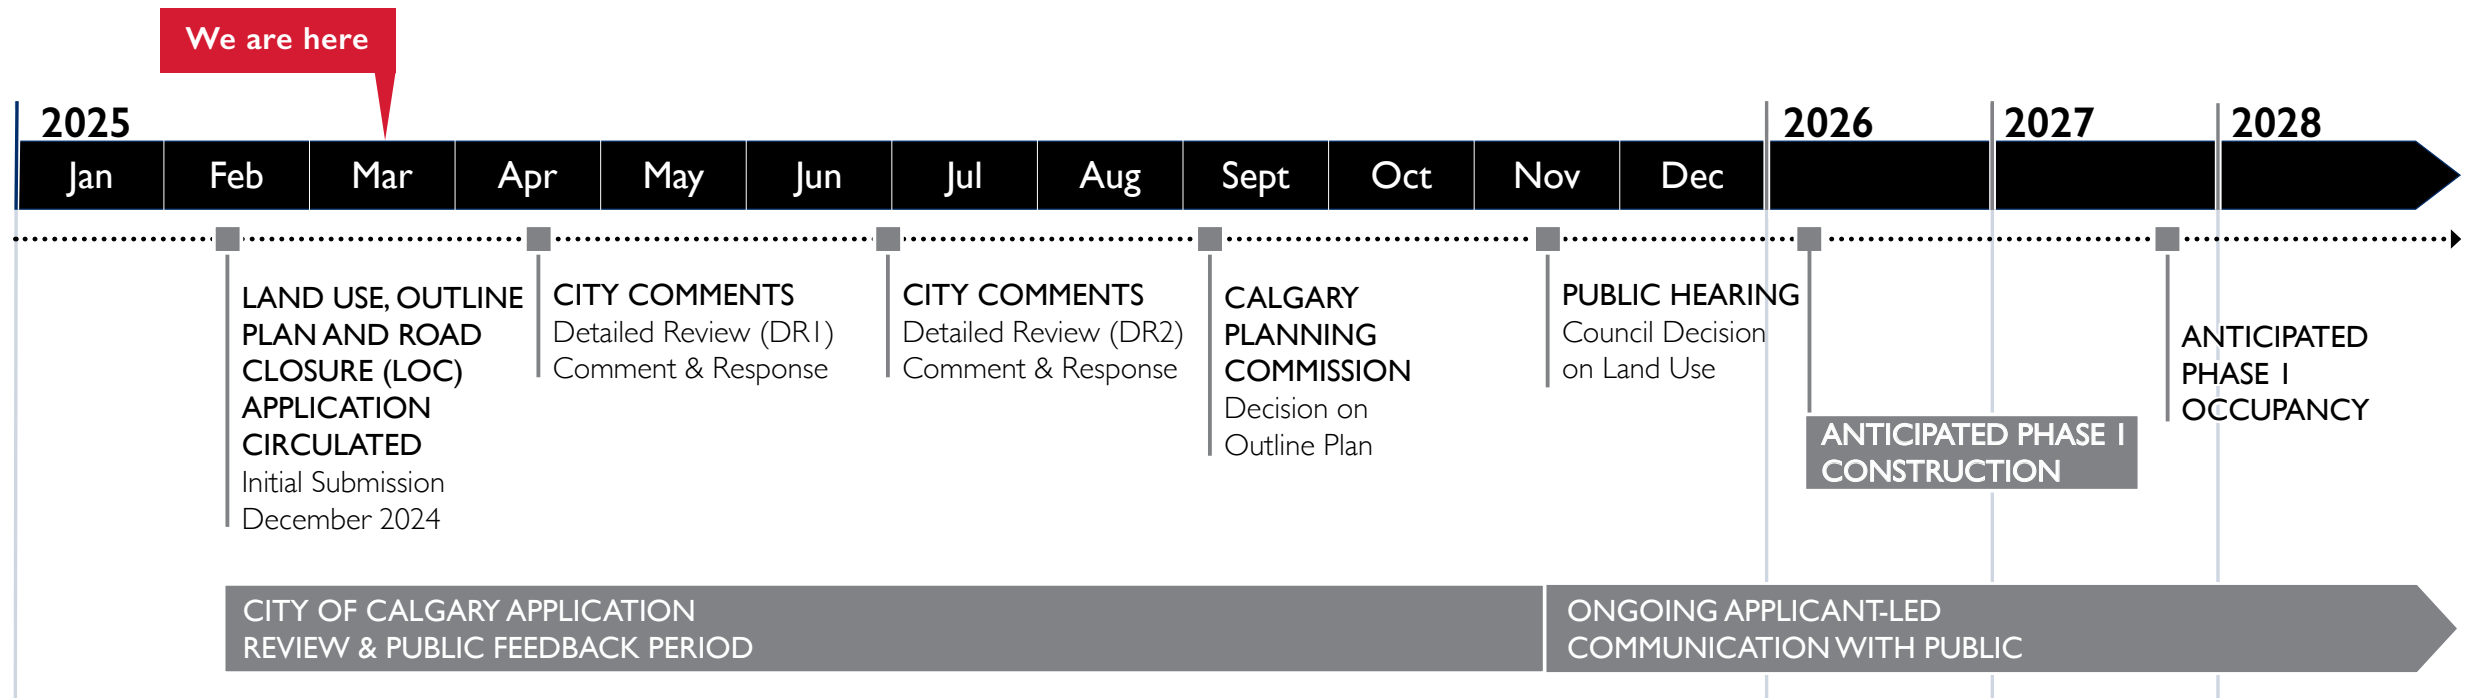 We are here
2025
2026
2027
2028
Jan
Feb
Mar
Apr
May
Jun
Jul
Aug
Sept
Oct
Nov
Dec
LAND USE, OUTLINE
PLAN AND ROAD
CLOSURE (LOC)
APPLICATION
CIRCULATED
Initial Submission
December 2024
CITY COMMENTS
Detailed Review (DR1)
Comment & Response
CITY COMMENTS
Detailed Review (DR2)
Comment & Response
CALGARY
PLANNING
COMMISSION
Decision on
Outline Plan
PUBLIC HEARING
Council Decision
on Land Use
ANTICIPATED PHASE 1
CONSTRUCTION
ANTICIPATED
PHASE 1
OCCUPANCY
CITY OF CALGARY APPLICATION
REVIEW & PUBLIC FEEDBACK PERIOD
ONGOING APPLICANT-LED
COMMUNICATION WITH PUBLIC